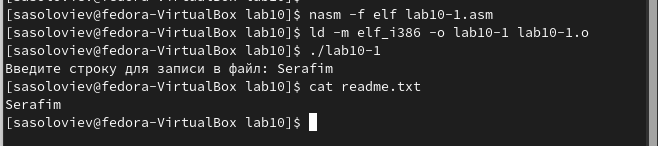 [sasoloviev@fedora-VirtualBox lab10]$ nasm -f elf lab10-1.asm
[sasoloviev@fedora-VirtualBox lab10]$ ld -m elf_i386 -o lab10-1 lab10-1.o
[sasoloviev@fedora-VirtualBox lab10]$ ./lab10-1
Введите строку для записи в файл: Serafim
[sasoloviev@fedora-VirtualBox lab10]$ cat readme.txt
Serafim
[sasoloviev@fedora-VirtualBox lab10]$